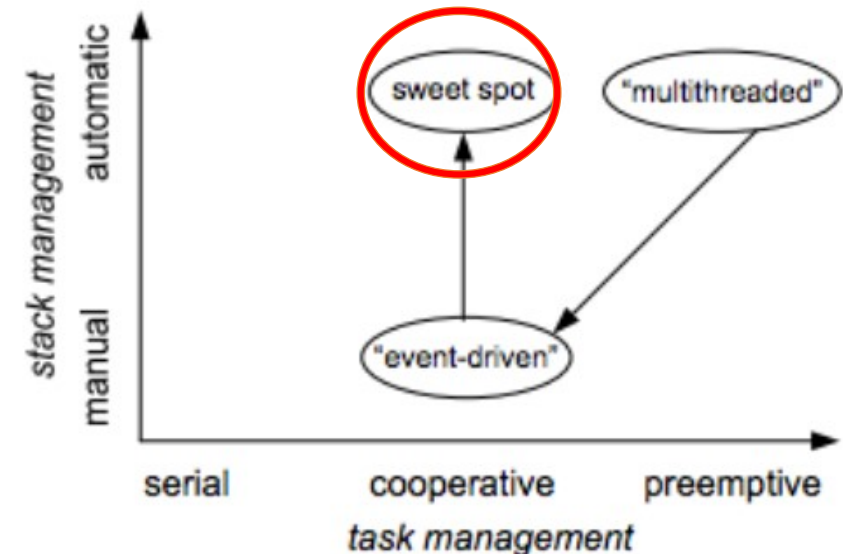 stack management
automatic
manual
sweet spot
"multithreaded"
"event-driven"
serial
cooperative
preemptive
task management